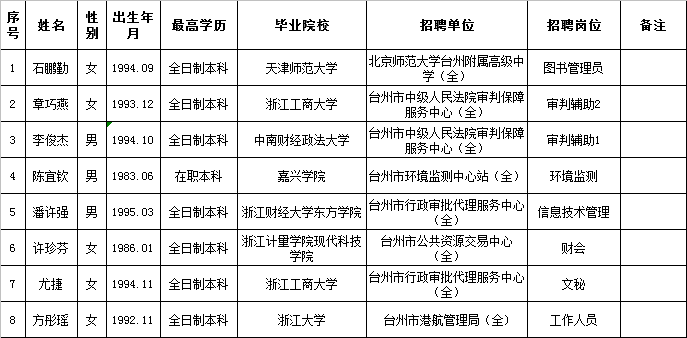 序号 姓名 性别 出生年月 最高学历 毕业院校 招聘单位 招聘岗位 备注
1 石鹏勤 女 1994.09 全日制本科 天津师范大学 北京师范大学台州附属高级中学（全） 图书管理员
2 章巧燕 女 1993.12 全日制本科 浙江工商大学 台州市中级人民法院审判保障服务中心（全） 审判辅助2
3 李俊杰 男 1994.10 全日制本科 中南财经政法大学 台州市中级人民法院审判保障服务中心（全） 审判辅助1
4 陈宜钦 男 1983.06 在职本科 嘉兴学院 台州市环境监测中心站（全） 环境监测
5 潘许强 男 1995.03 全日制本科 浙江财经大学东方学院 台州市行政审批代理服务中心（全） 信息技术管理
6 许珍芬 女 1986.01 全日制本科 浙江计量学院现代科技学院 台州市公共资源交易中心（全） 财会
7 尤捷 女 1994.11 全日制本科 浙江工商大学 台州市行政审批代理服务中心（全） 文秘
8 方彤瑶 女 1992.11 全日制本科 浙江大学 台州市港航管理局（全） 工作人员